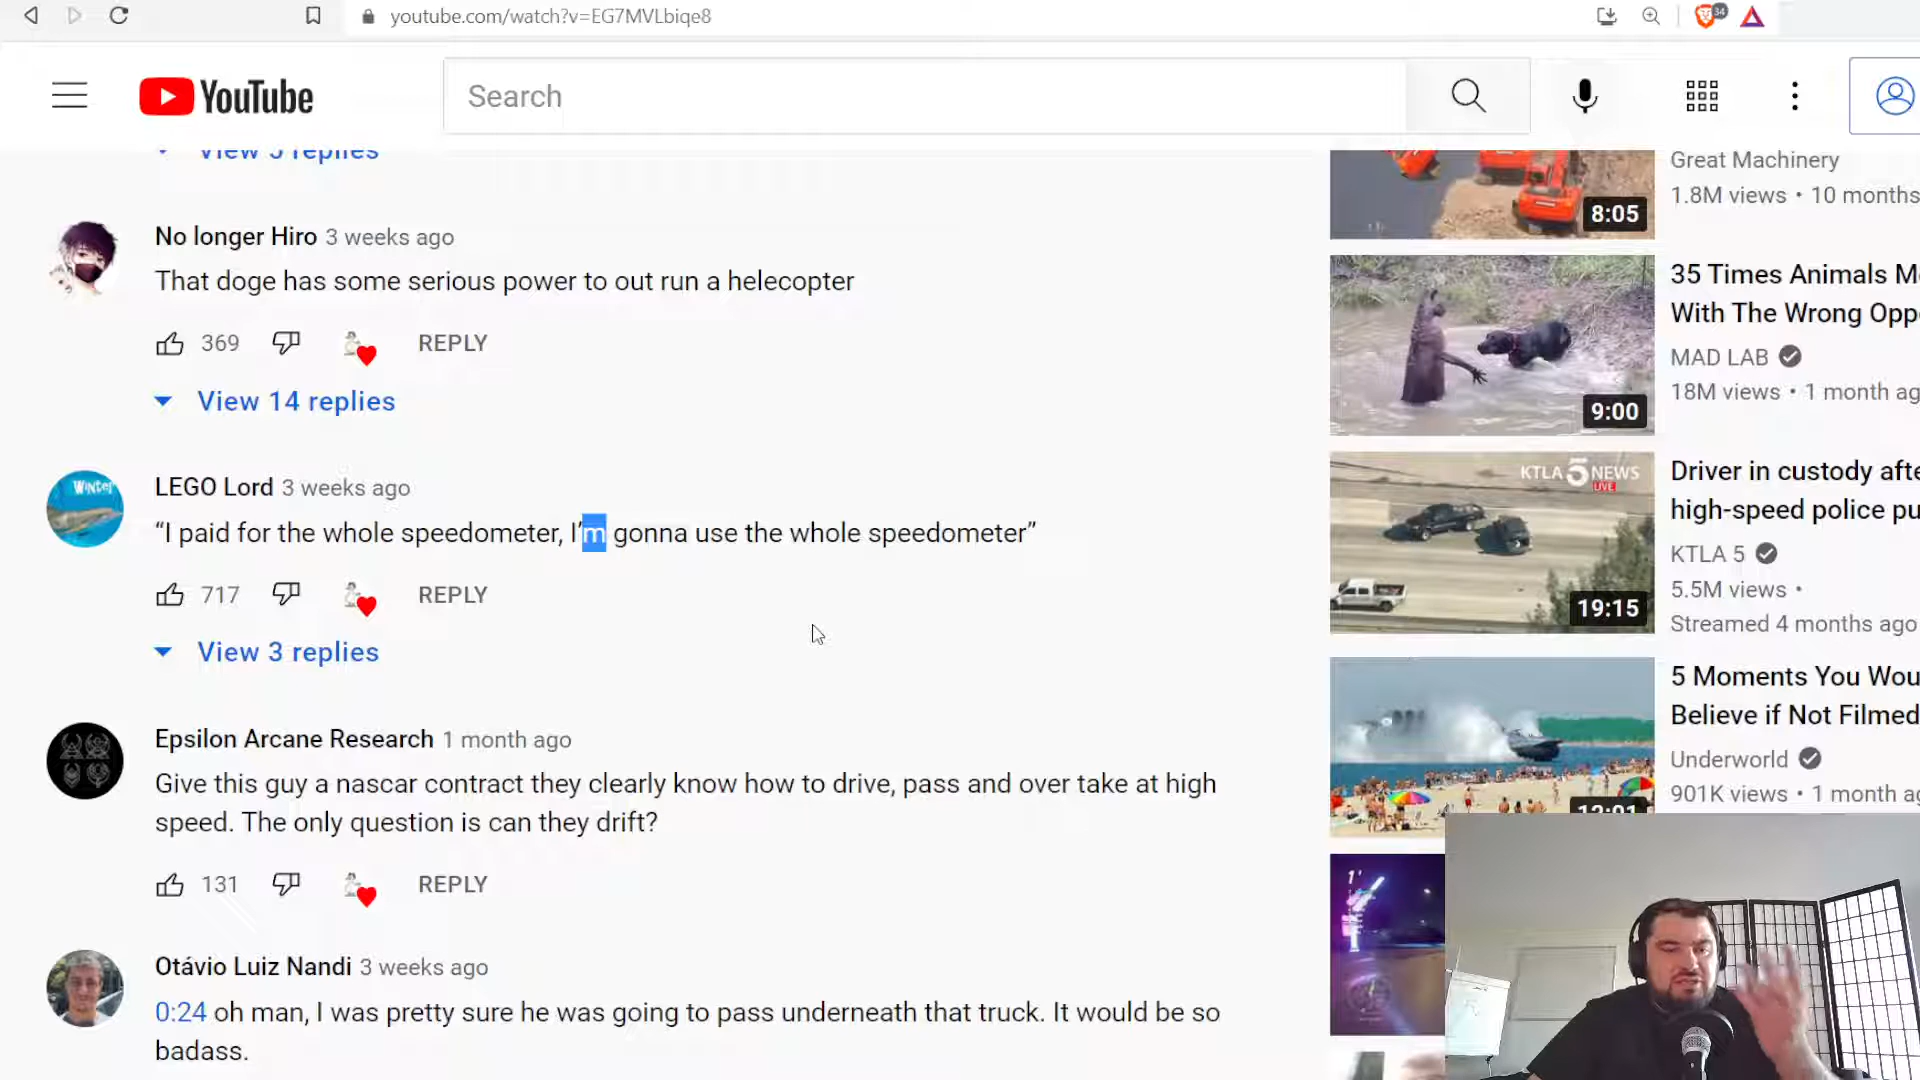 youtube.com/watch?v=EG7MVLbiqe8
34
YouTube
Search
View 5 replies
No longer Hiro 3 weeks ago
That doge has some serious power to out run a helecopter
369 REPLY
View 14 replies
LEGO Lord 3 weeks ago
“I paid for the whole speedometer, I’m gonna use the whole speedometer”
717 REPLY
View 3 replies
Winter
Epsilon Arcane Research 1 month ago
Give this guy a nascar contract they clearly know how to drive, pass and over take at high
speed. The only question is can they drift?
131 REPLY
Otávio Luiz Nandi 3 weeks ago
0:24 oh man, I was pretty sure he was going to pass underneath that truck. It would be so
badass.
8:05
Great Machinery
1.8M views • 10 months
9:00
35 Times Animals M
With The Wrong Opp
MAD LAB
18M views • 1 month ag
KTLA 5 NEWS
LIVE
19:15
Driver in custody aft
high-speed police pu
KTLA 5
5.5M views •
Streamed 4 months ago
12:01
5 Moments You Wou
Believe if Not Filmed
Underworld
901K views • 1 month ag